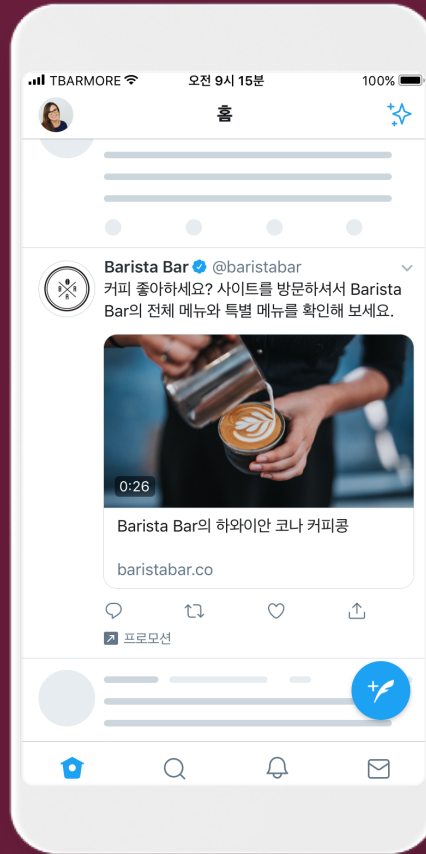 TBARMORE 오전 9시 15분 100%
홈
Barista Bar @baristabar
커피 좋아하세요? 사이트를 방문하셔서 Barista
Bar의 전체 메뉴와 특별 메뉴를 확인해 보세요.
0:26
Barista Bar의 하와이안 코나 커피콩
baristabar.co
프로모션